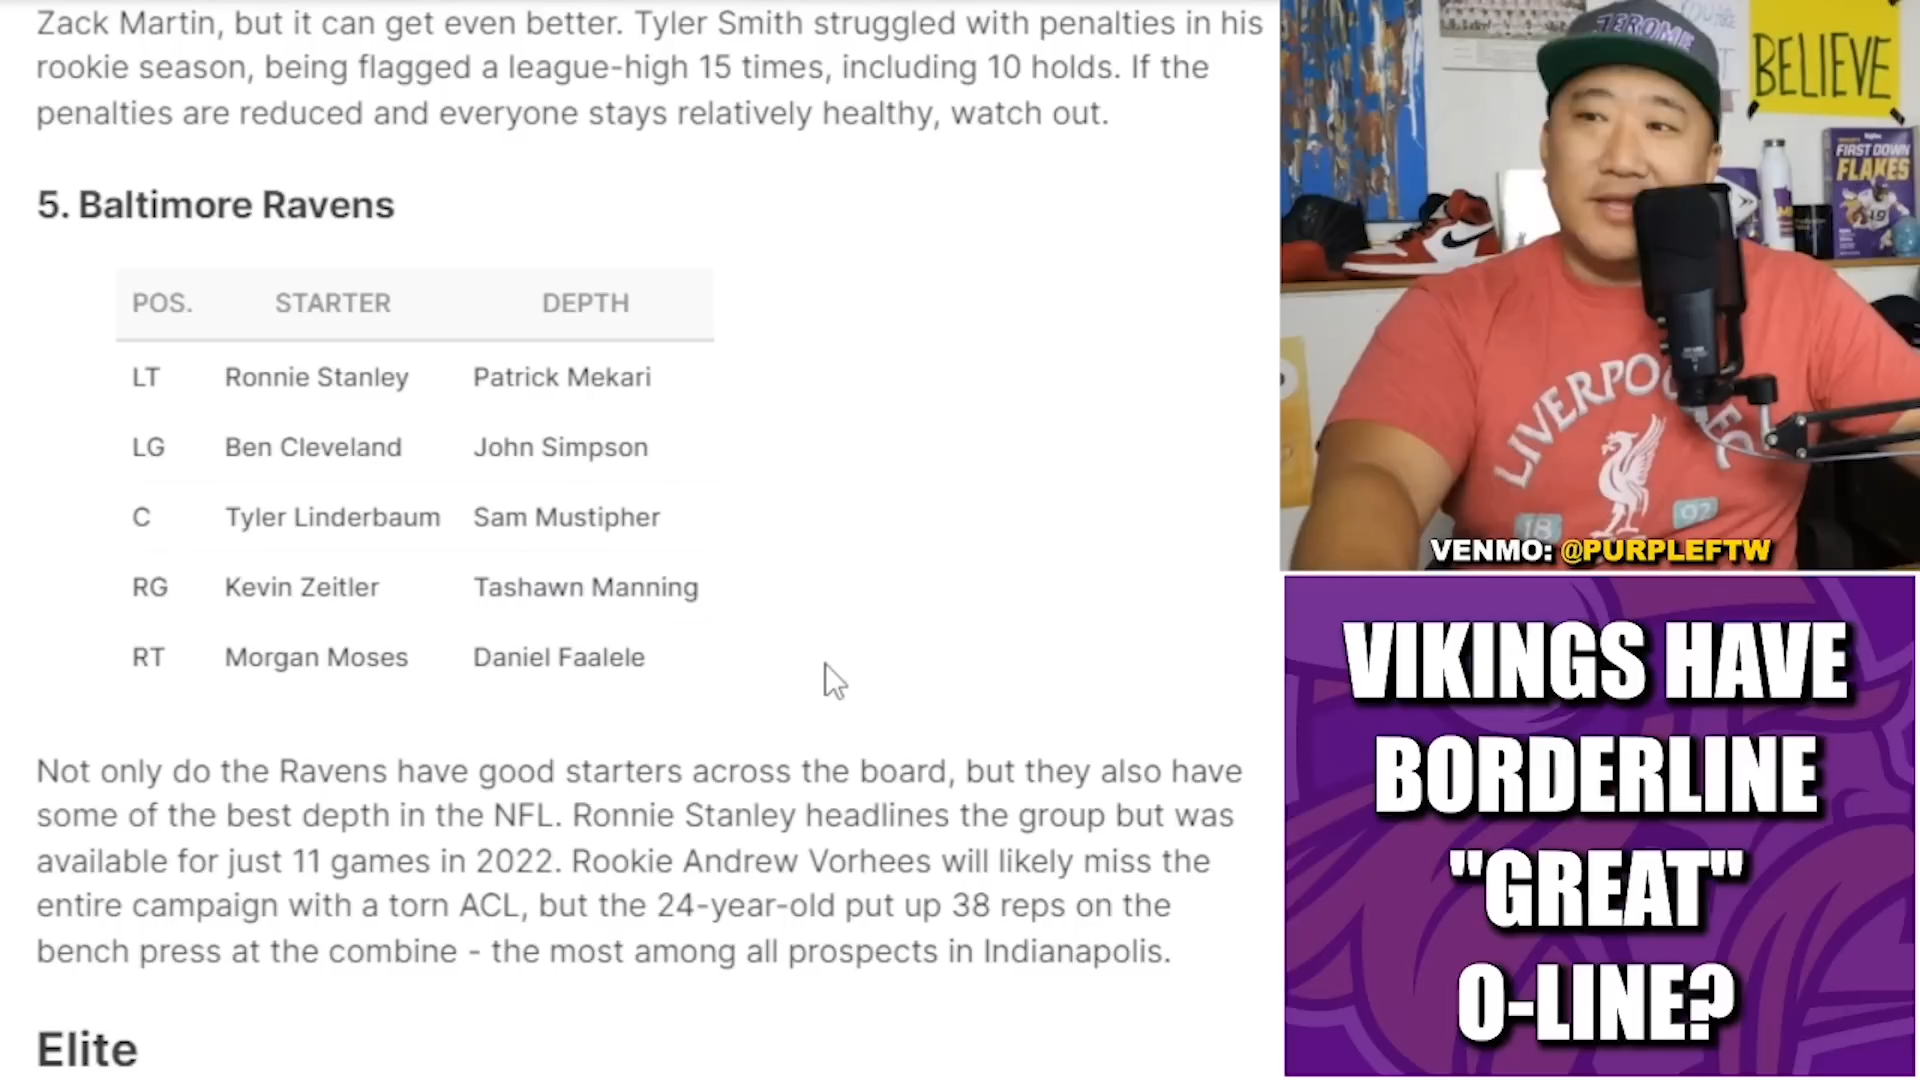 Zack Martin, but it can get even better. Tyler Smith struggled with penalties in his
rookie season, being flagged a league-high 15 times, including 10 holds. If the
penalties are reduced and everyone stays relatively healthy, watch out.
5. Baltimore Ravens
POS. STARTER DEPTH
LT Ronnie Stanley Patrick Mekari
LG Ben Cleveland John Simpson
C Tyler Linderbaum Sam Mustipher
RG Kevin Zeitler Tashawn Manning
RT Morgan Moses Daniel Faalele
Not only do the Ravens have good starters across the board, but they also have
some of the best depth in the NFL. Ronnie Stanley headlines the group but was
available for just 11 games in 2022. Rookie Andrew Vorhees will likely miss the
entire campaign with a torn ACL, but the 24-year-old put up 38 reps on the
bench press at the combine - the most among all prospects in Indianapolis.
Elite
JEROME
BELIEVE
FIRST DOWN
FLAKES
19
LIVERPOO FC
18 92
VENMO: @PURPLEFTW
VIKINGS HAVE
BORDERLINE
"GREAT"
O-LINE?